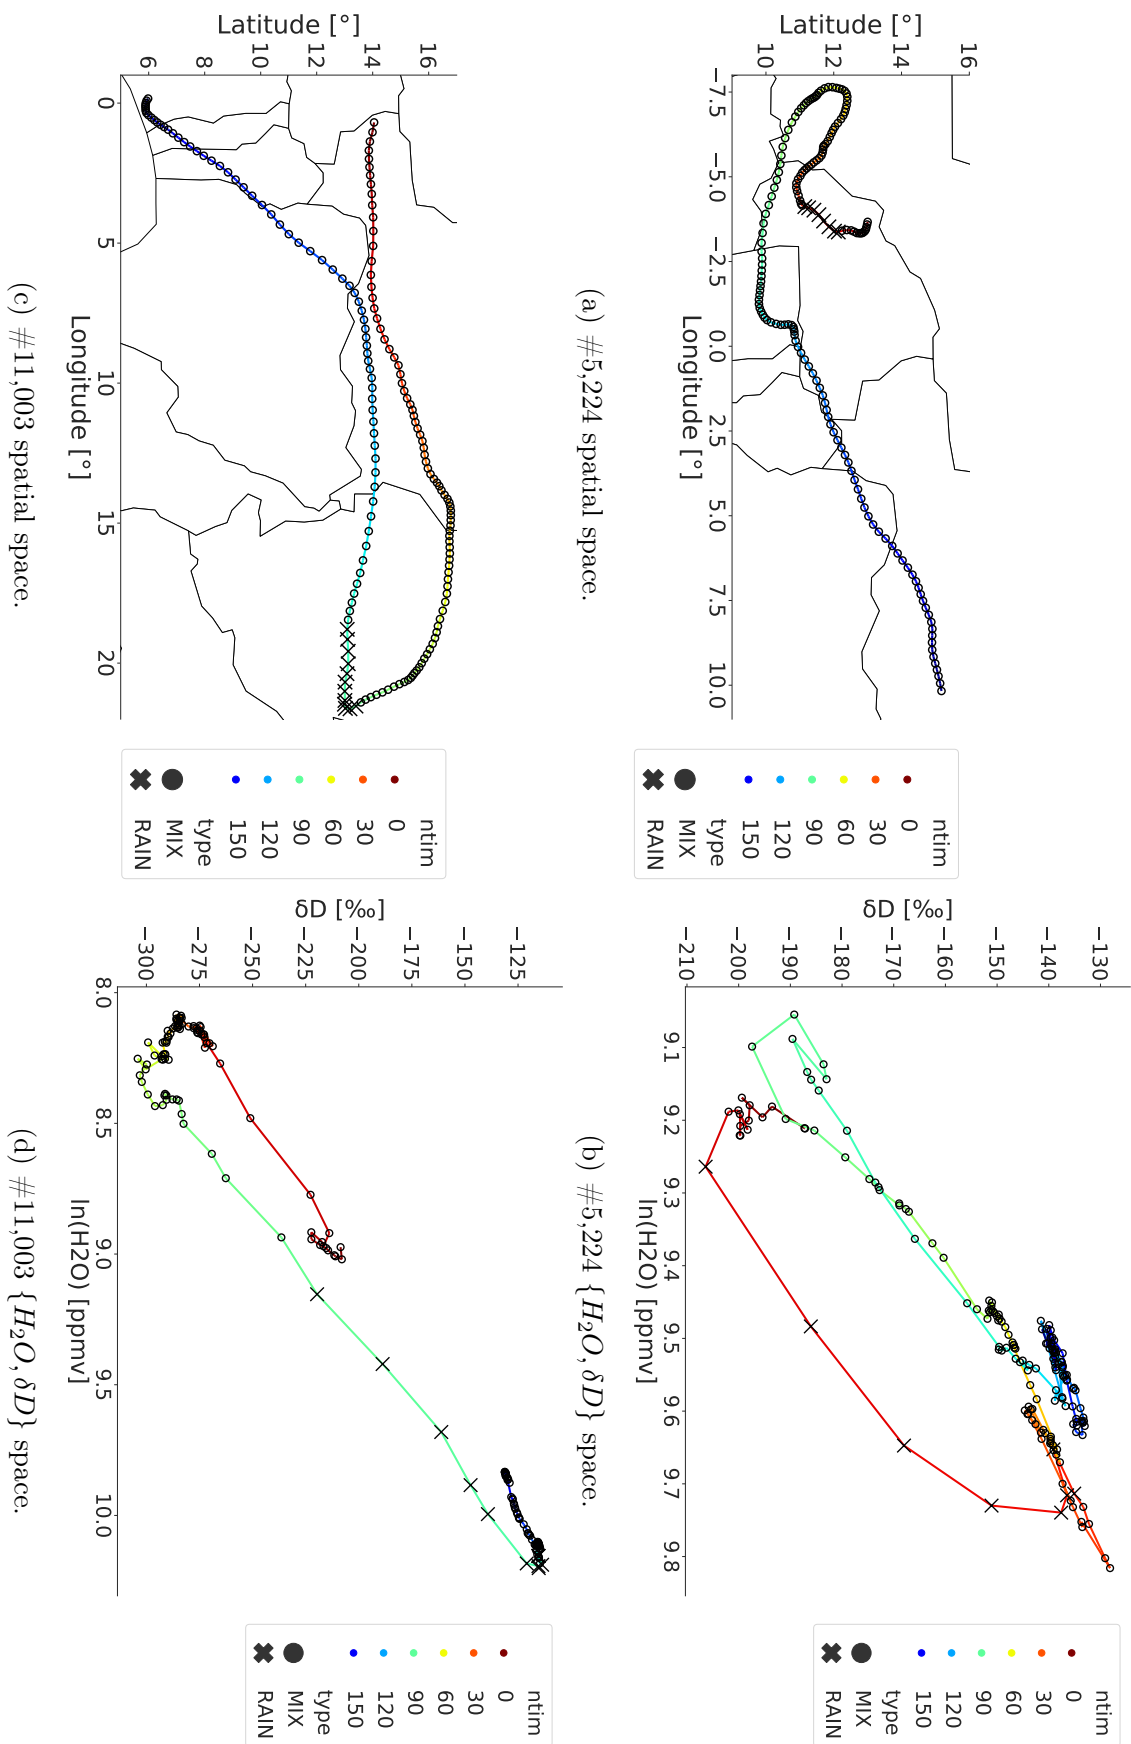 Latitude [°]
10
12
14
16
−7.5
−5.0
−2.5
0.0
2.5
5.0
7.5
10.0
Longitude [°]
ntim
0
30
60
90
120
150
type
MIX
RAIN
(a) #5,224 spatial space.
δD [‰]
−210
−200
−190
−180
−170
−160
−150
−140
−130
9.1
9.2
9.3
9.4
9.5
9.6
9.7
9.8
ln(H2O) [ppmv]
ntim
0
30
60
90
120
150
type
MIX
RAIN
(b) #5,224 {H₂O, δD} space.
Latitude [°]
6
8
10
12
14
16
0
5
10
15
20
Longitude [°]
ntim
0
30
60
90
120
150
type
MIX
RAIN
(c) #11,003 spatial space.
δD [‰]
−300
−275
−250
−225
−200
−175
−150
−125
8.0
8.5
9.0
9.5
10.0
ln(H2O) [ppmv]
ntim
0
30
60
90
120
150
type
MIX
RAIN
(d) #11,003 {H₂O, δD} space.